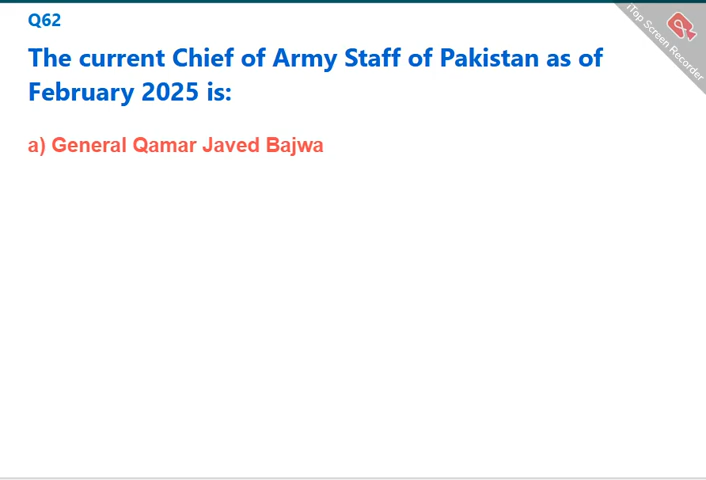 Q62
The current Chief of Army Staff of Pakistan as of
February 2025 is:
a) General Qamar Javed Bajwa
iTop Screen Recorder